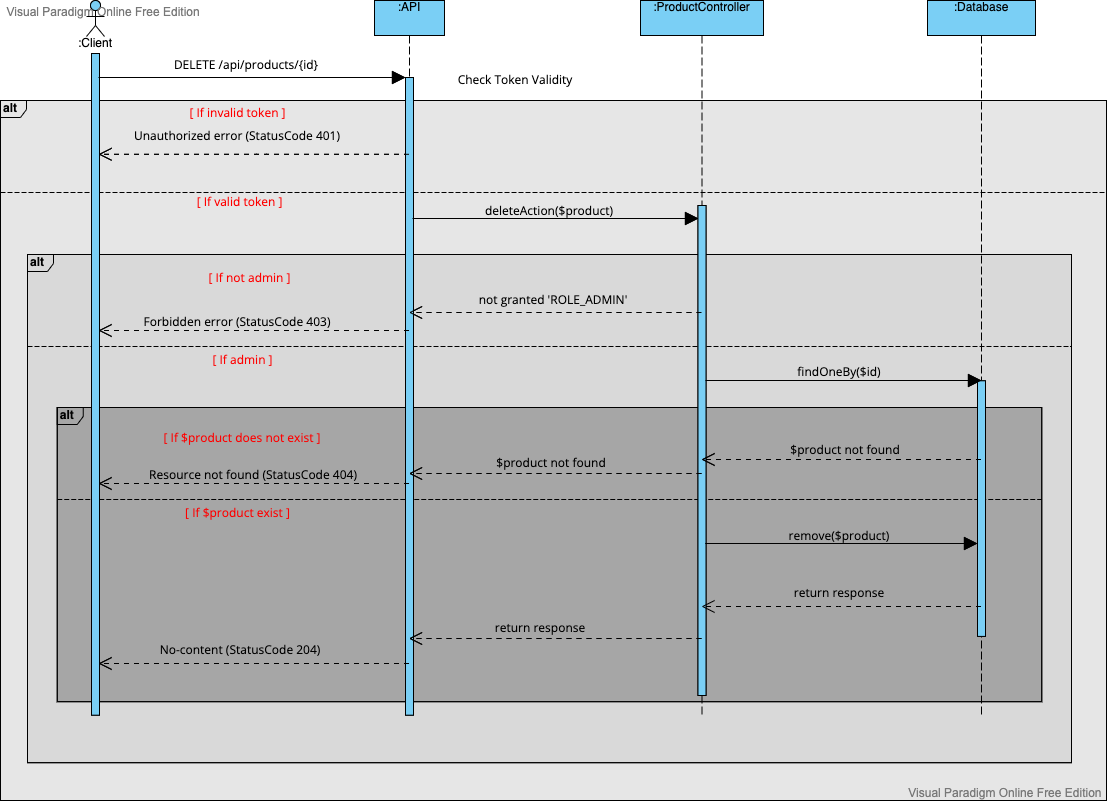 Visual Paradigm Online Free Edition
:Client
:API
:ProductController
:Database
DELETE /api/products/{id}
Check Token Validity
alt
[ If invalid token ]
Unauthorized error (StatusCode 401)
[ If valid token ]
deleteAction($product)
alt
[ If not admin ]
not granted 'ROLE_ADMIN'
Forbidden error (StatusCode 403)
[ If admin ]
findOneBy($id)
alt
[ If $product does not exist ]
$product not found
$product not found
Resource not found (StatusCode 404)
[ If $product exist ]
remove($product)
return response
return response
No-content (StatusCode 204)
Visual Paradigm Online Free Edition